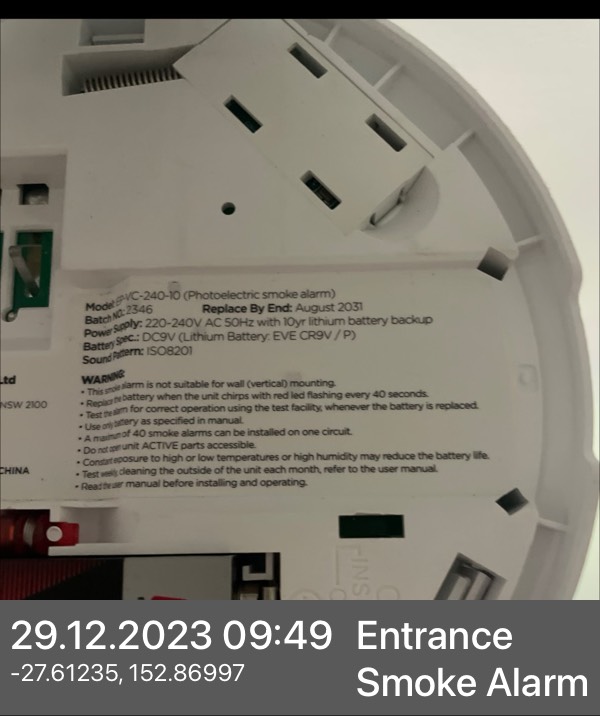 Model: EP-VC-240-10 (Photoelectric smoke alarm)
Batch NO: 2346 Replace By End: August 2031
Power Supply: 220-240V AC 50Hz with 10yr lithium battery backup
Battery Spec.: DC9V (Lithium Battery: EVE CR9V / P)
Sound Pattern: ISO8201
Ltd
NSW 2100
CHINA
WARNING:
• This smoke alarm is not suitable for wall (vertical) mounting.
• Replace battery when the unit chirps with red led flashing every 40 seconds.
• Test the alarm for correct operation using the test facility, whenever the battery is replaced.
• Use only battery as specified in manual.
• A maximum of 40 smoke alarms can be installed on one circuit.
• Do not open unit ACTIVE parts accessible.
• Constant exposure to high or low temperatures or high humidity may reduce the battery life.
• Test weekly, cleaning the outside of the unit each month, refer to the user manual.
• Read the user manual before installing and operating.
29.12.2023 09:49
-27.61235, 152.86997
Entrance
Smoke Alarm